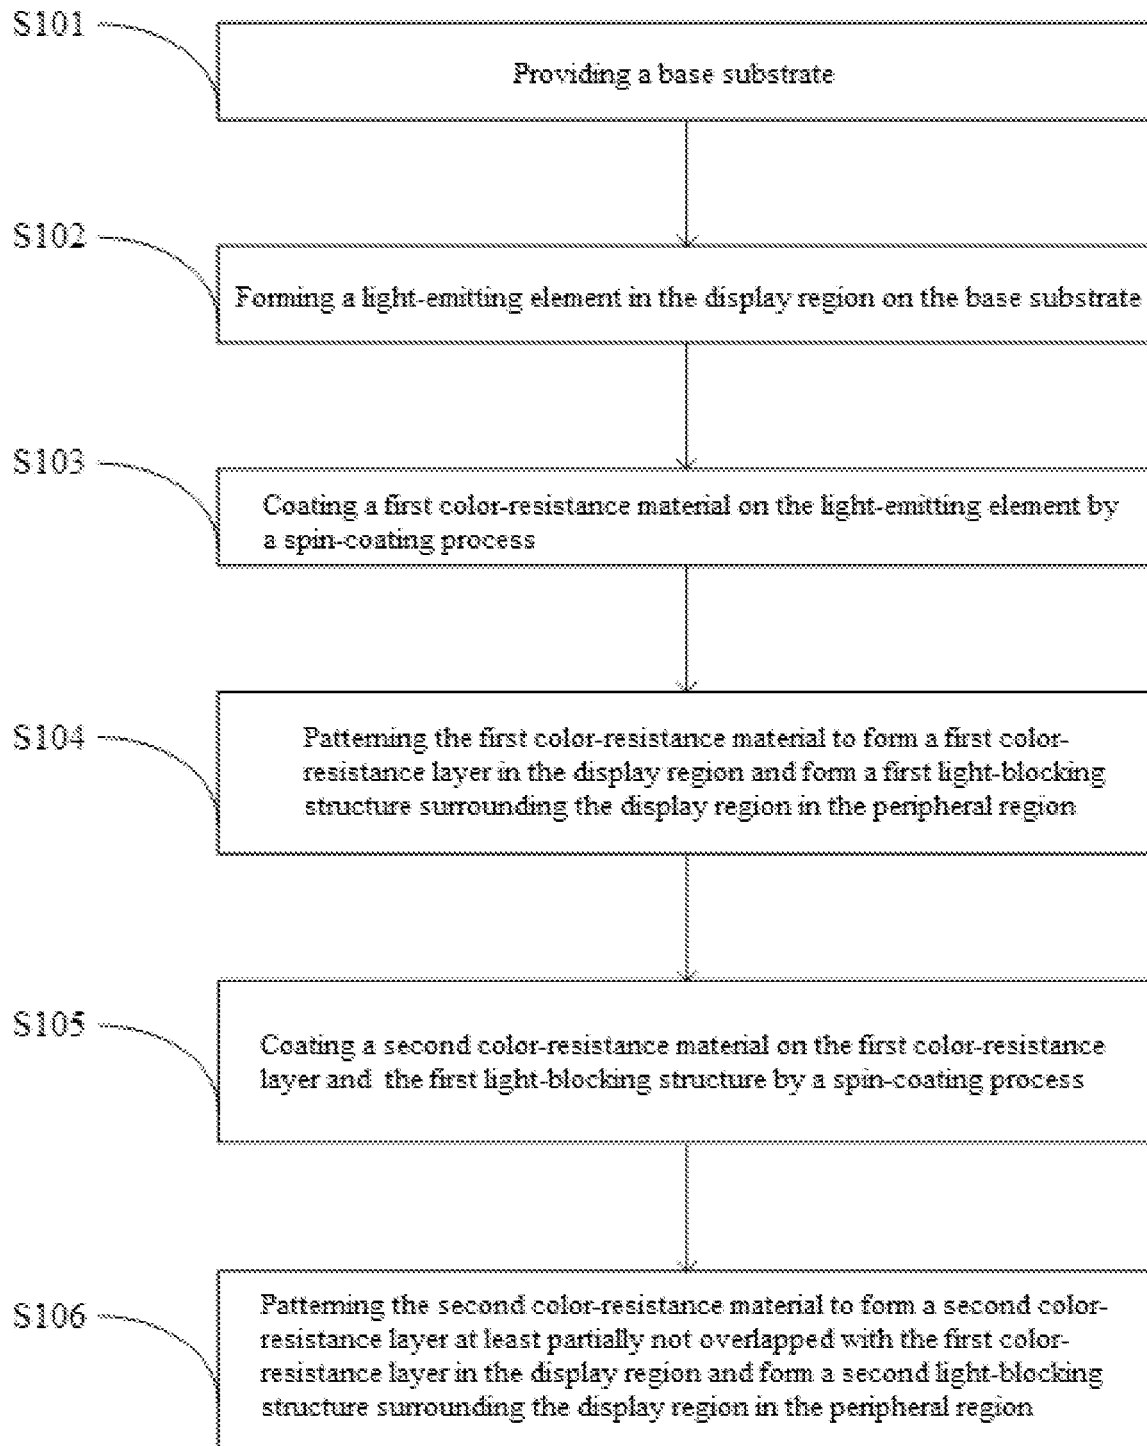 S101
Providing a base substrate
S102
Forming a light-emitting element in the display region on the base substrate
S103
Coating a first color-resistance material on the light-emitting element by
a spin-coating process
S104
Patterning the first color-resistance material to form a first color-
resistance layer in the display region and form a first light-blocking
structure surrounding the display region in the peripheral region
S105
Coating a second color-resistance material on the first color-resistance
layer and the first light-blocking structure by a spin-coating process
S106
Patterning the second color-resistance material to form a second color-
resistance layer at least partially not overlapped with the first color-
resistance layer in the display region and form a second light-blocking
structure surrounding the display region in the peripheral region